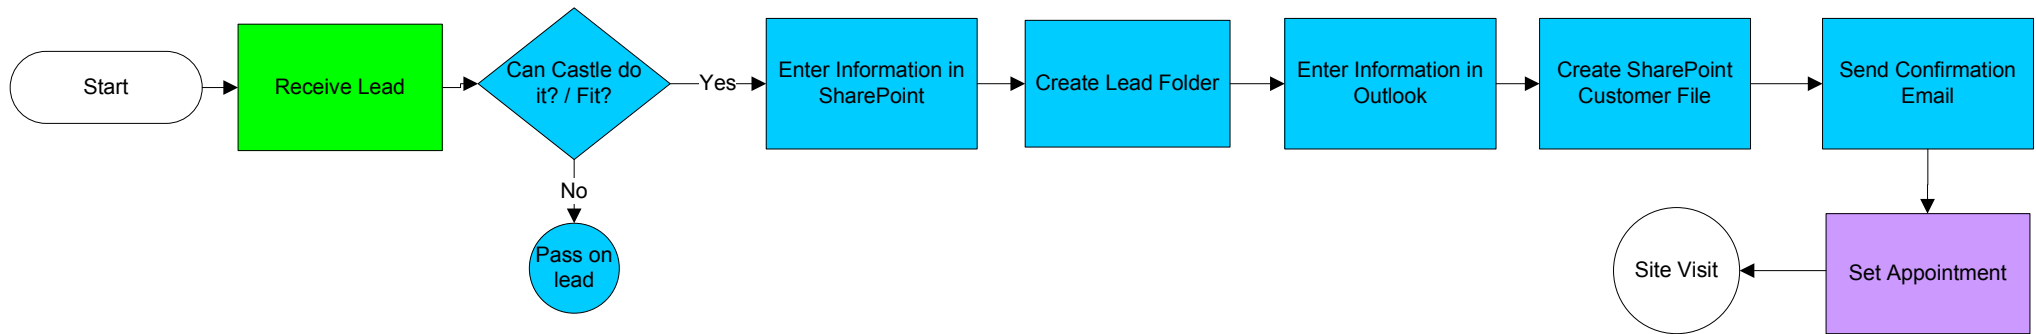 Start
Receive Lead
Can Castle do
it? / Fit?
Yes
Enter Information in
SharePoint
Create Lead Folder
Enter Information in
Outlook
Create SharePoint
Customer File
Send Confirmation
Email
No
Pass on
lead
Site Visit
Set Appointment